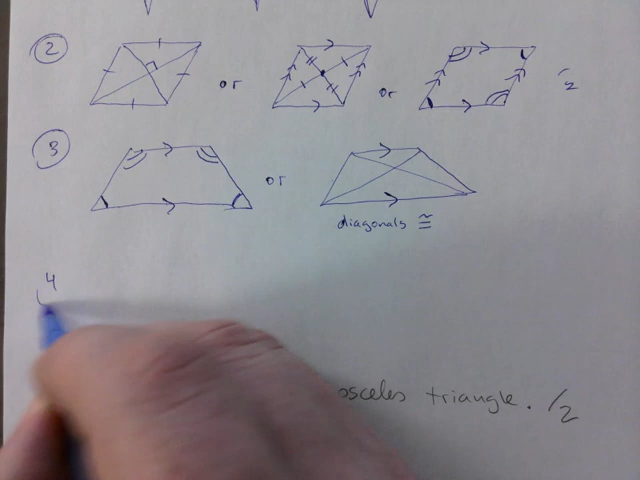 2 or or /2
3 or
diagonals ≅
4
osceles triangle. /2